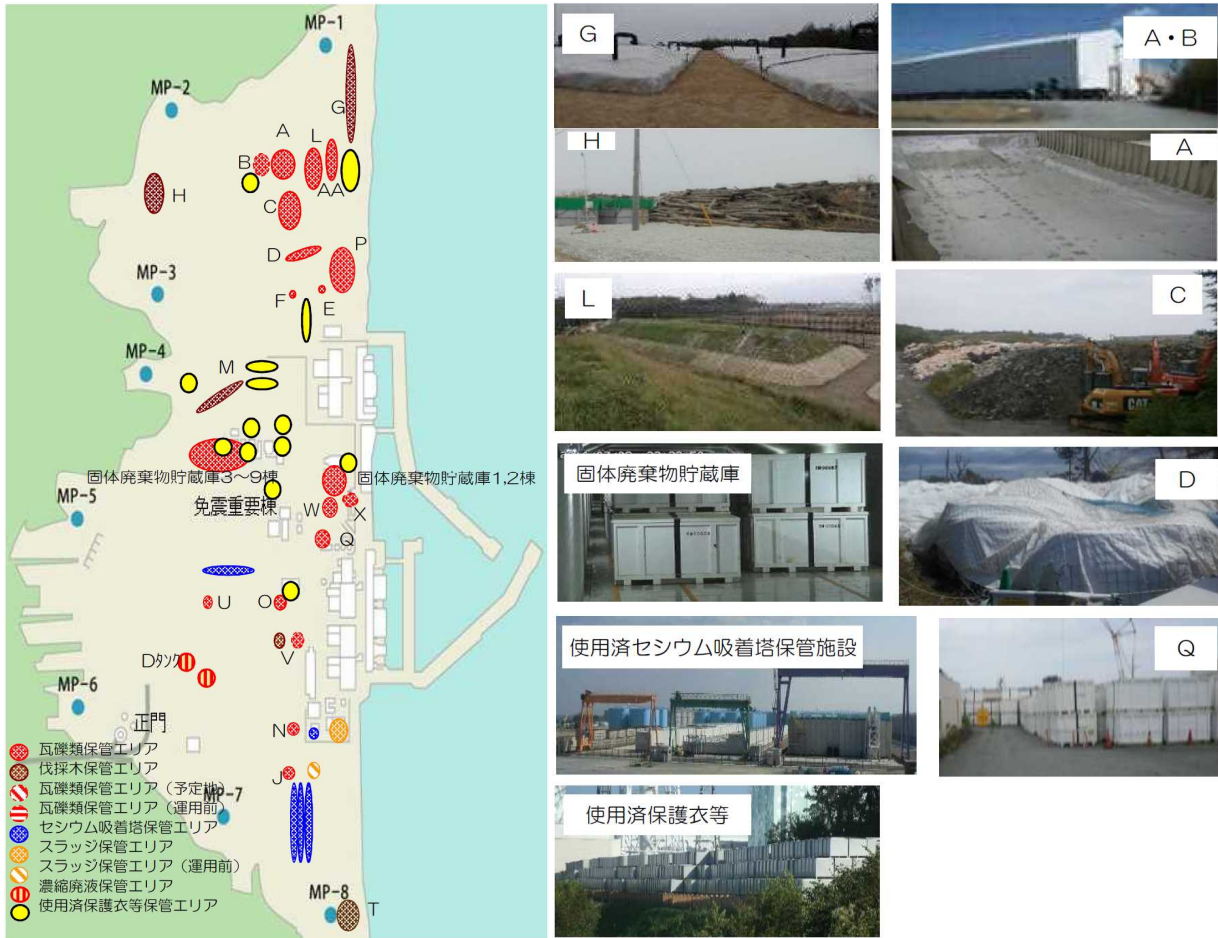 MP-1
MP-2
G
A
L
B
AA
H
C
D
P
MP-3
F
E
MP-4
M
固体廃棄物貯蔵庫3～9棟
固体廃棄物貯蔵庫1,2棟
MP-5
免震重要棟
W
X
Q
U
O
V
Dタンク
MP-6
正門
N
J
瓦礫類保管エリア
伐採木保管エリア
瓦礫類保管エリア（予定地）
瓦礫類保管エリア（運用前）
MP-7
セシウム吸着塔保管エリア
スラッジ保管エリア
スラッジ保管エリア（運用前）
濃縮廃液保管エリア
使用済保護衣等保管エリア
MP-8
T
G
A・B
H
A
L
C
CAT
固体廃棄物貯蔵庫
D
使用済セシウム吸着塔保管施設
Q
使用済保護衣等